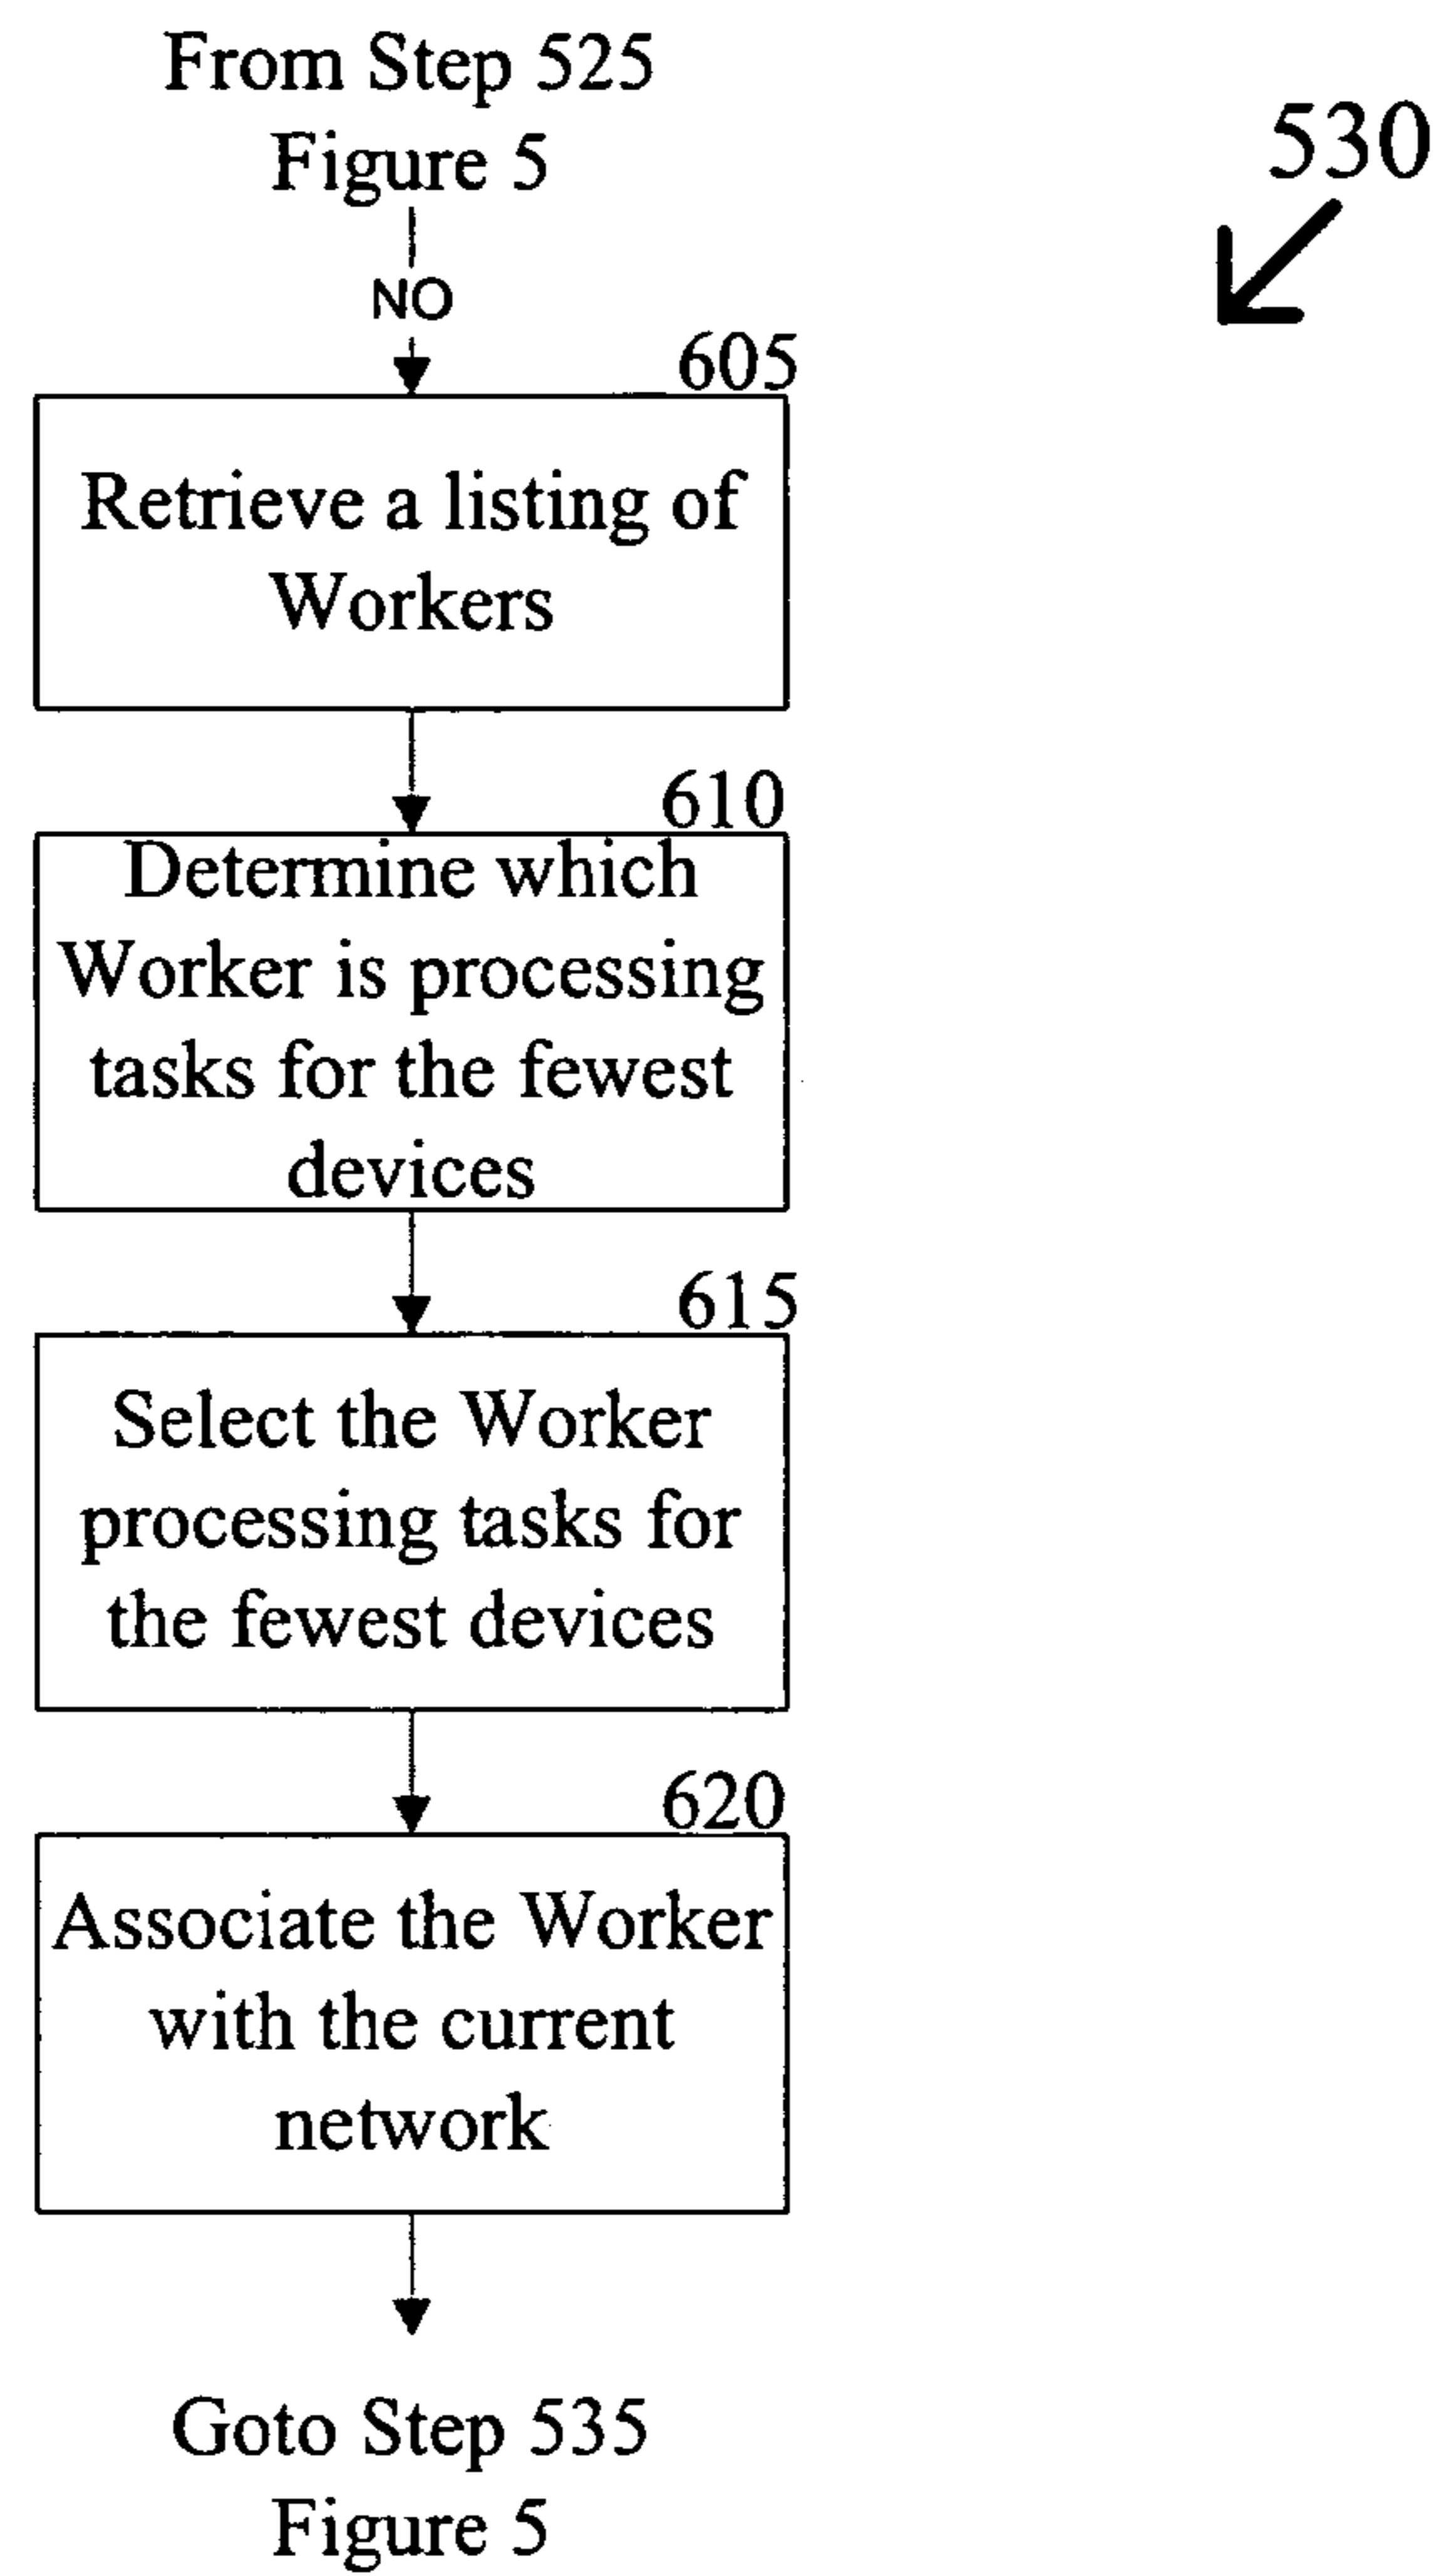 From Step 525
Figure 5
530
NO
605
Retrieve a listing of
Workers
610
Determine which
Worker is processing
tasks for the fewest
devices
615
Select the Worker
processing tasks for
the fewest devices
620
Associate the Worker
with the current
network
Goto Step 535
Figure 5